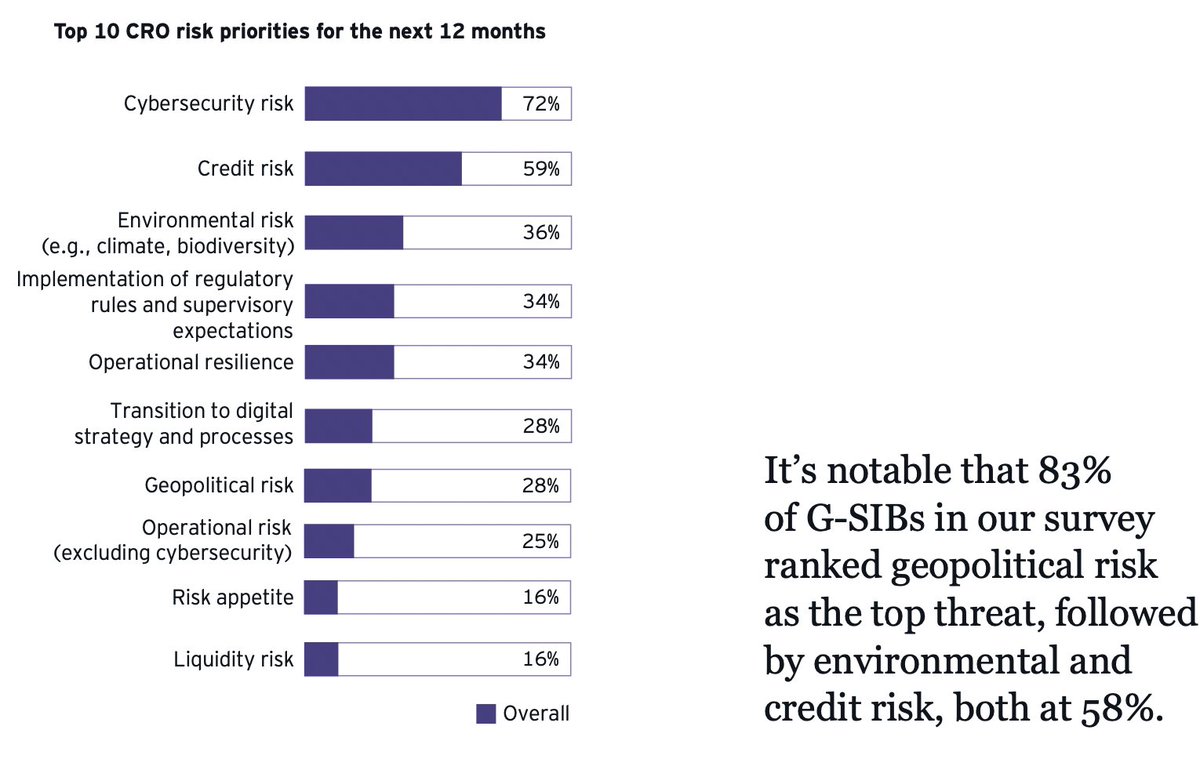 Top 10 CRO risk priorities for the next 12 months
Cybersecurity risk
72%
Credit risk
59%
Environmental risk
(e.g., climate, biodiversity)
36%
Implementation of regulatory
rules and supervisory
expectations
34%
Operational resilience
34%
Transition to digital
strategy and processes
28%
Geopolitical risk
28%
Operational risk
(excluding cybersecurity)
25%
Risk appetite
16%
Liquidity risk
16%
Overall
It’s notable that 83%
of G-SIBs in our survey
ranked geopolitical risk
as the top threat, followed
by environmental and
credit risk, both at 58%.